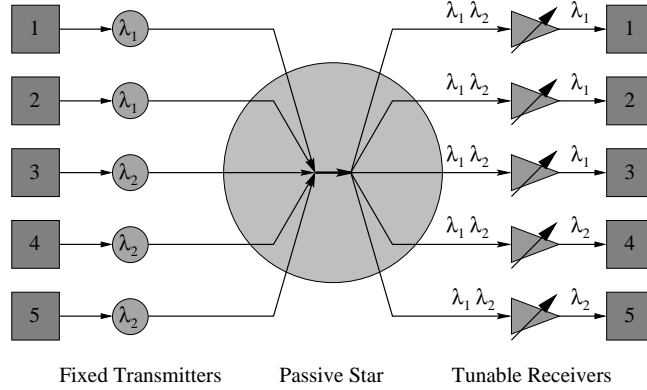 1 λ1 λ1 λ2 λ1 1
2 λ1 λ1 λ2 λ1 2
3 λ2 λ1 λ2 λ1 3
4 λ2 λ1 λ2 λ2 4
5 λ2 λ1 λ2 λ2 5
Fixed Transmitters Passive Star Tunable Receivers